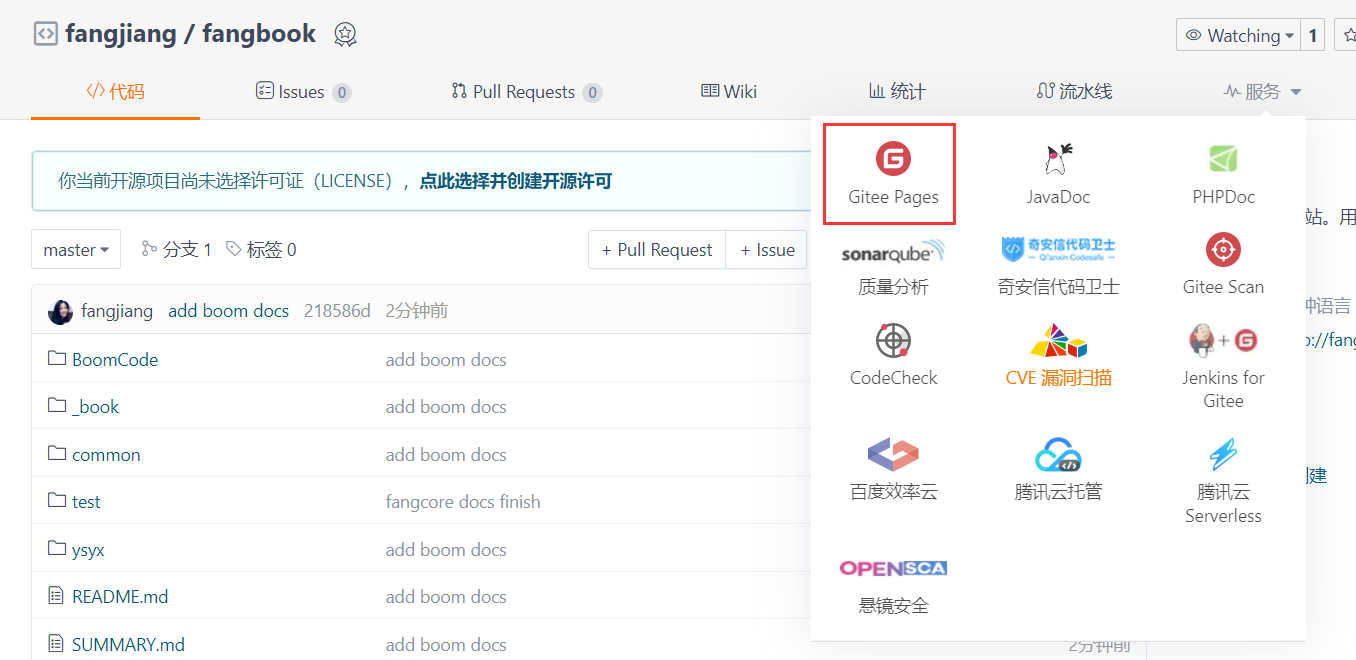 fangjiang / fangbook
Watching 1
代码
Issues 0
Pull Requests 0
Wiki
统计
流水线
服务
你当前开源项目尚未选择许可证（LICENSE），点此选择并创建开源许可
master
分支 1
标签 0
+ Pull Request
+ Issue
fangjiang add boom docs 218586d 2分钟前
BoomCode add boom docs
_book add boom docs
common add boom docs
test fangcore docs finish
ysyx add boom docs
README.md add boom docs
SUMMARY.md add boom docs
2分钟前
Gitee Pages
JavaDoc
PHPDoc
sonarqube
质量分析
奇安信代码卫士
Qi'anxin Codesafe
奇安信代码卫士
Gitee Scan
CodeCheck
CVE 漏洞扫描
Jenkins for
Gitee
百度效率云
腾讯云托管
腾讯云
Serverless
OPENSCA
悬镜安全
站。用
种语言
://fang
建